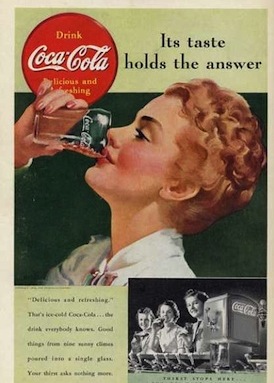 Drink
Coca-Cola
Delicious and
Refreshing
Its taste
holds the answer
Coca-Cola
"Delicious and refreshing."
That's ice-cold Coca-Cola...the
drink everybody knows. Good
things from nine sunny climes
poured into a single glass.
Your thirst asks nothing more.
Coca-Cola
THIRST STOPS HERE